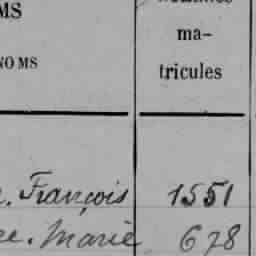 MS
ma-
NOMS
tricules
François 1551
Marie 678